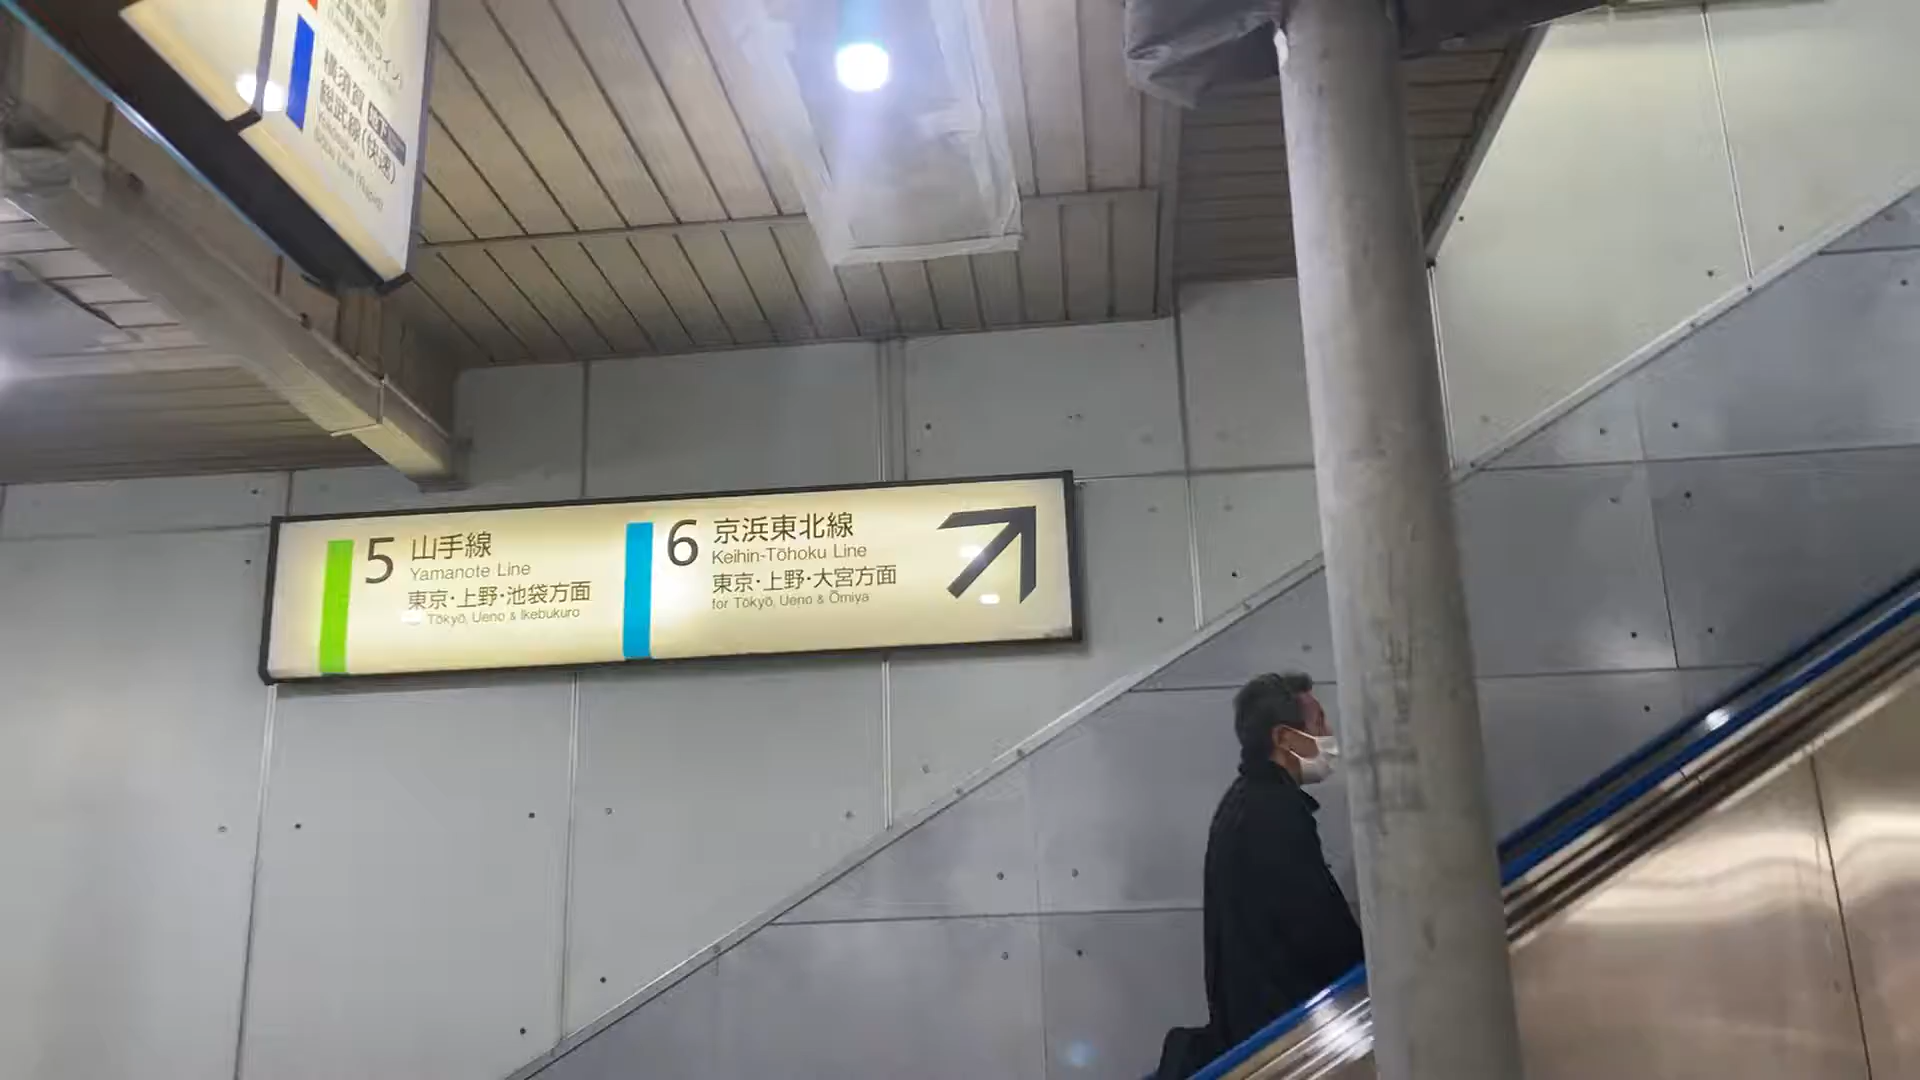 横須賀
総武線(快速)
5
山手線
Yamanote Line
東京・上野・池袋方面
Tōkyō, Ueno & Ikebukuro
6
京浜東北線
Keihin-Tōhoku Line
東京・上野・大宮方面
for Tōkyō, Ueno & Ōmiya